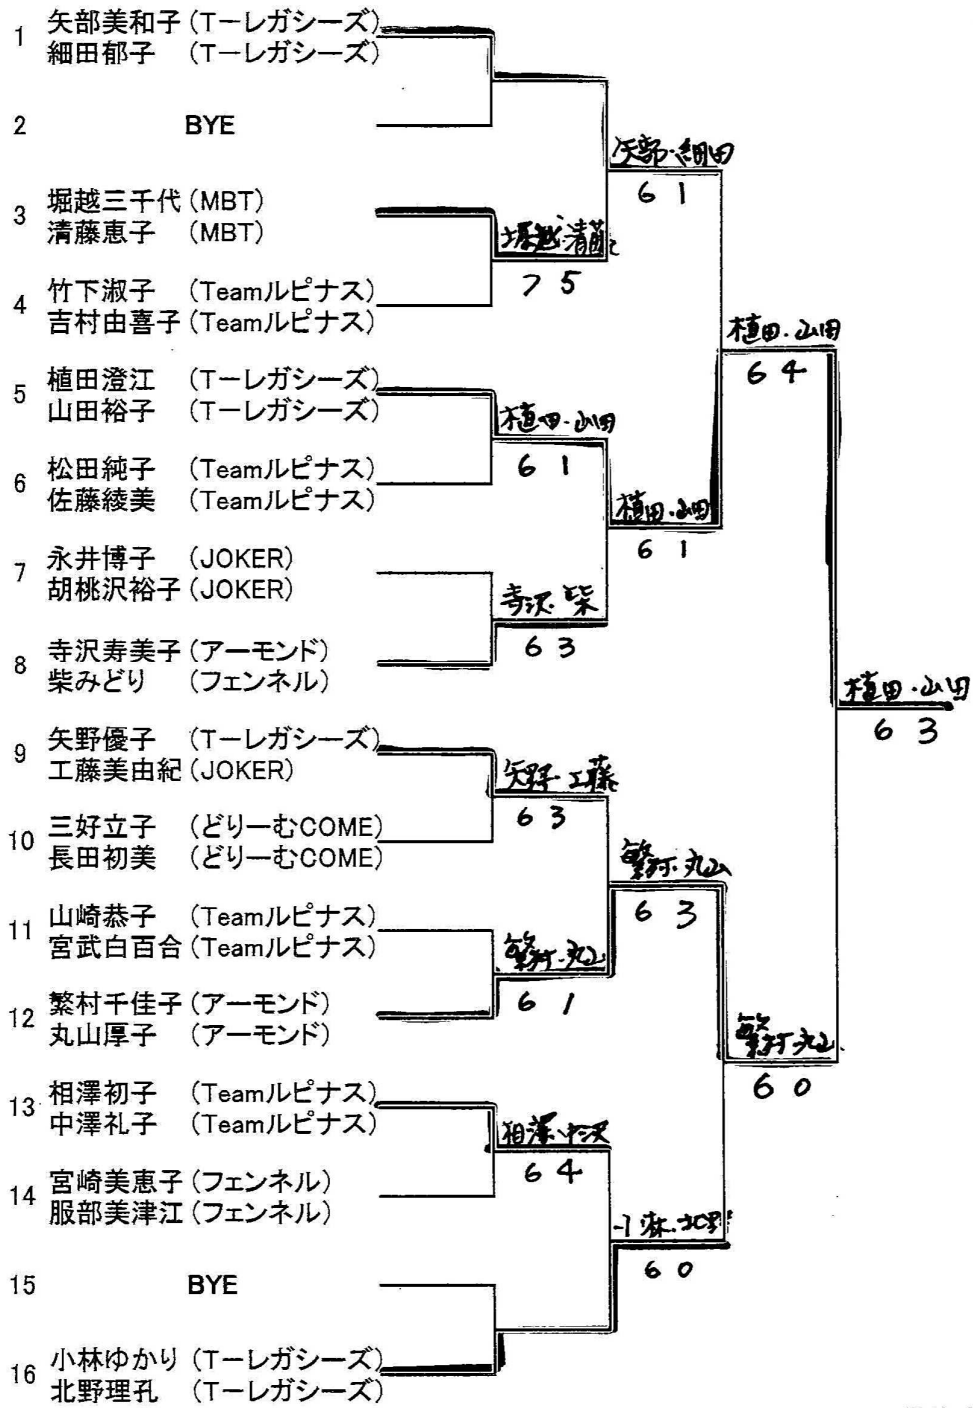 1 矢部美和子 (Tーレガシーズ)
細田郁子 (Tーレガシーズ)
2 BYE
矢部・細田
6 1
3 堀越三千代 (MBT)
清藤恵子 (MBT)
堀越・清藤
7 5
4 竹下淑子 (Teamルピナス)
吉村由喜子 (Teamルピナス)
植田・山田
6 4
5 植田澄江 (Tーレガシーズ)
山田裕子 (Tーレガシーズ)
植田・山田
6 1
6 松田純子 (Teamルピナス)
佐藤綾美 (Teamルピナス)
植田・山田
6 1
7 永井博子 (JOKER)
胡桃沢裕子 (JOKER)
寺沢・柴
6 3
8 寺沢寿美子 (アーモンド)
柴みどり (フェンネル)
植田・山田
6 3
9 矢野優子 (Tーレガシーズ)
工藤美由紀 (JOKER)
矢野・工藤
6 3
10 三好立子 (どりーむCOME)
長田初美 (どりーむCOME)
繁村・丸山
6 3
11 山崎恭子 (Teamルピナス)
宮武白百合 (Teamルピナス)
繁村・丸山
6 1
12 繁村千佳子 (アーモンド)
丸山厚子 (アーモンド)
繁村・丸山
6 0
13 相澤初子 (Teamルピナス)
中澤礼子 (Teamルピナス)
相澤・中沢
6 4
14 宮崎美恵子 (フェンネル)
服部美津江 (フェンネル)
小林・北野
6 0
15 BYE
16 小林ゆかり (Tーレガシーズ)
北野理孔 (Tーレガシーズ)